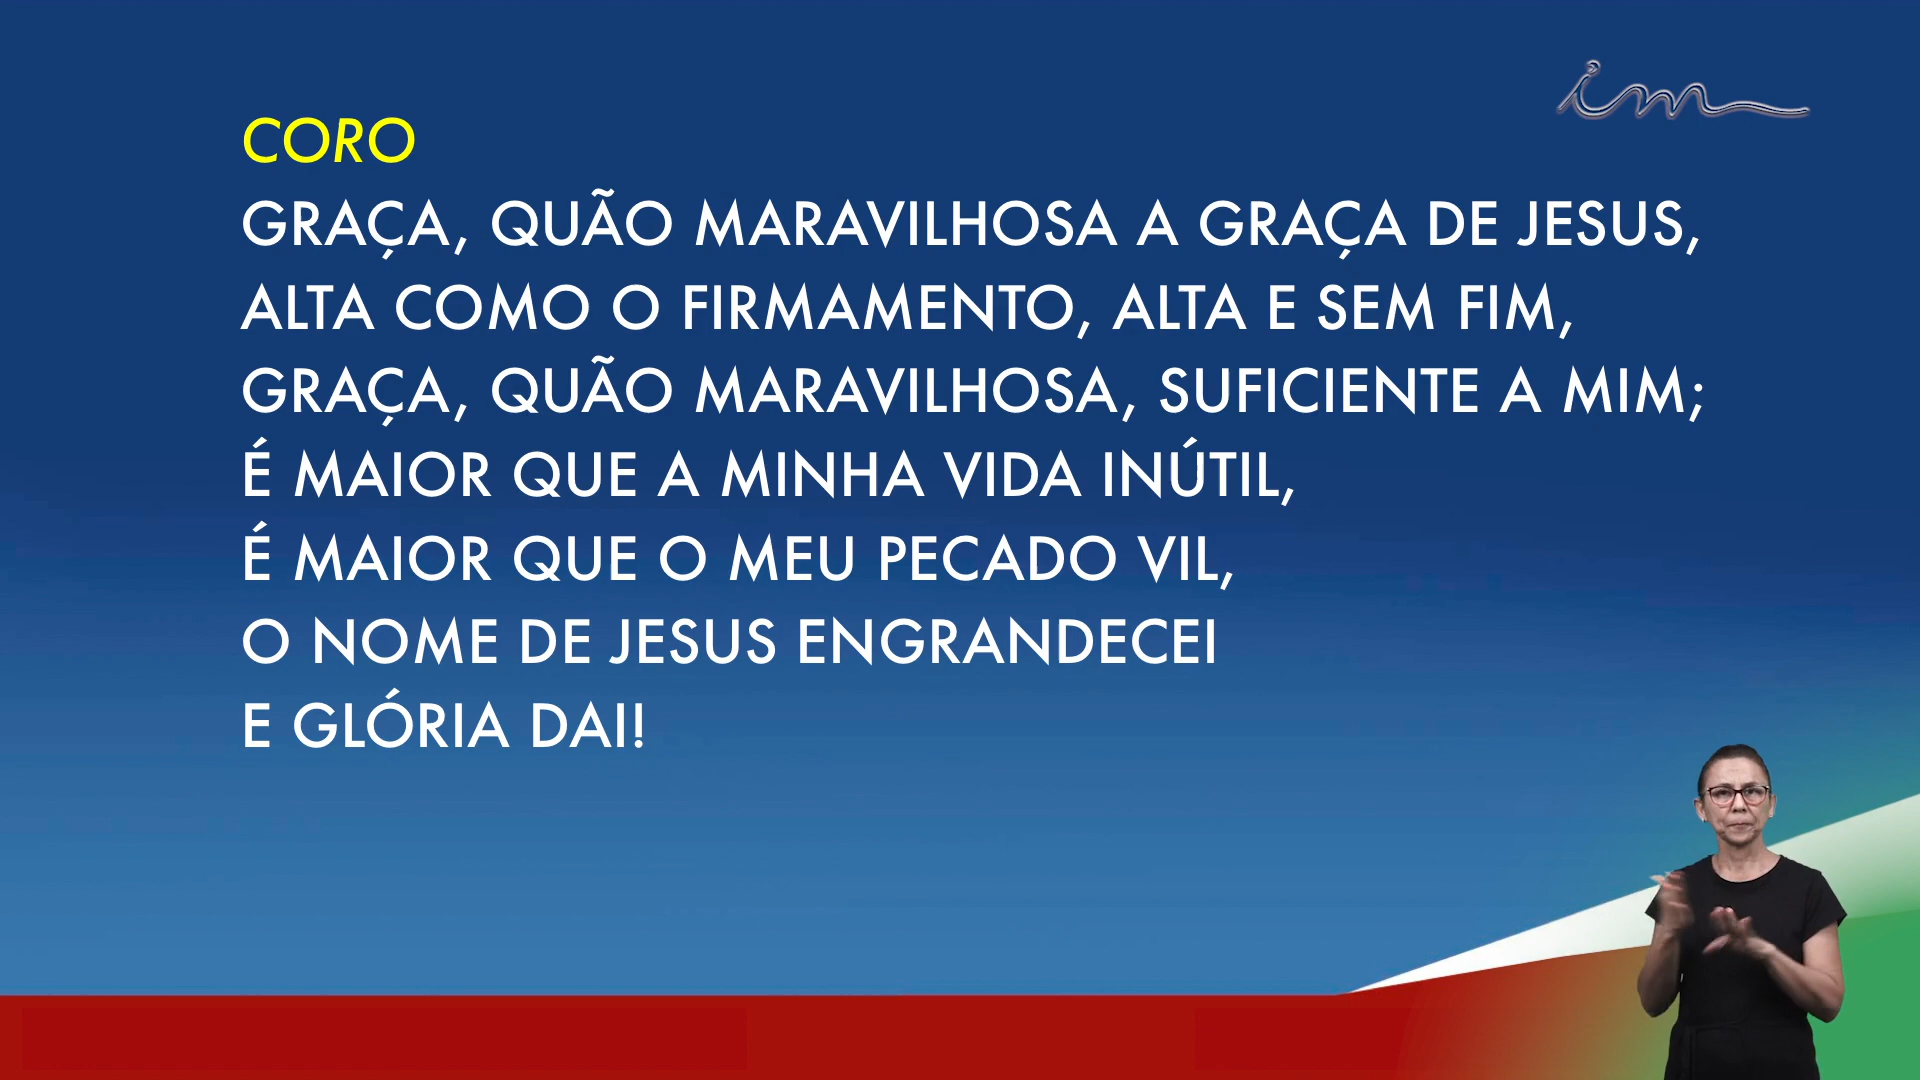 im
CORO
GRAÇA, QUÃO MARAVILHOSA A GRAÇA DE JESUS,
ALTA COMO O FIRMAMENTO, ALTA E SEM FIM,
GRAÇA, QUÃO MARAVILHOSA, SUFICIENTE A MIM;
É MAIOR QUE A MINHA VIDA INÚTIL,
É MAIOR QUE O MEU PECADO VIL,
O NOME DE JESUS ENGRANDECEI
E GLÓRIA DAI!